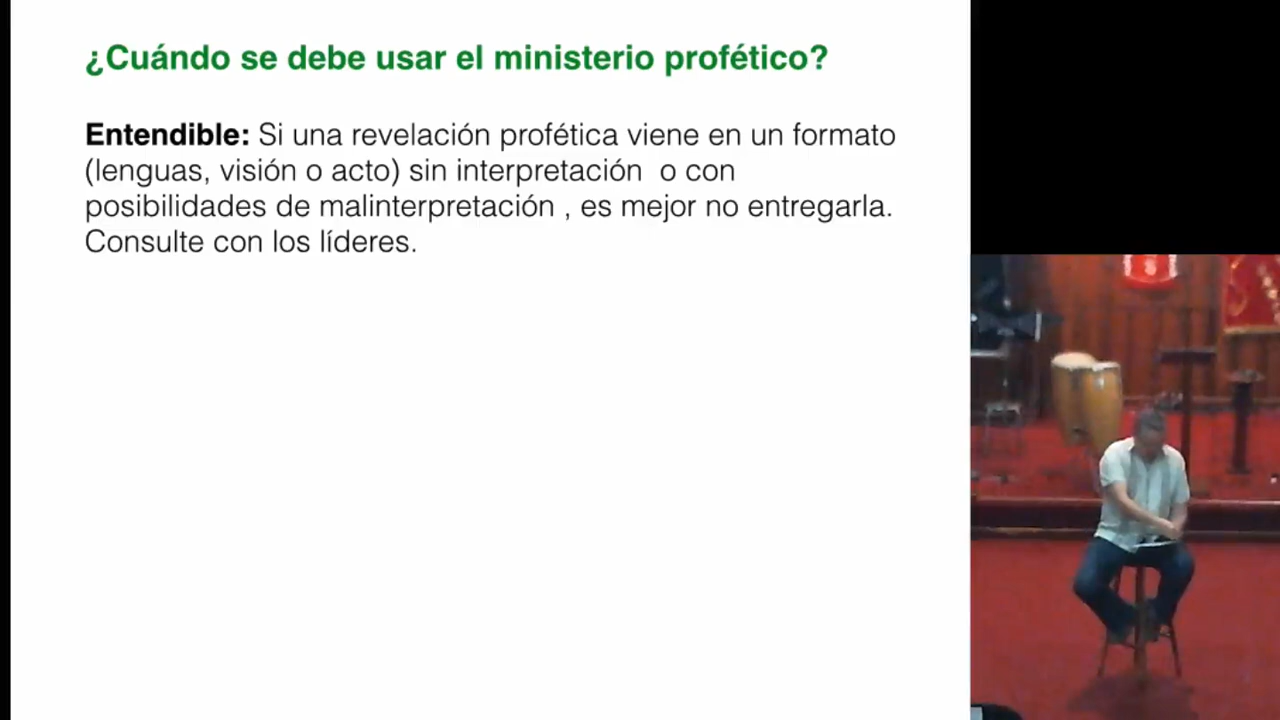 ¿Cuándo se debe usar el ministerio profético?
Entendible: Si una revelación profética viene en un formato
(lenguas, visión o acto) sin interpretación  o con
posibilidades de malinterpretación , es mejor no entregarla.
Consulte con los líderes.